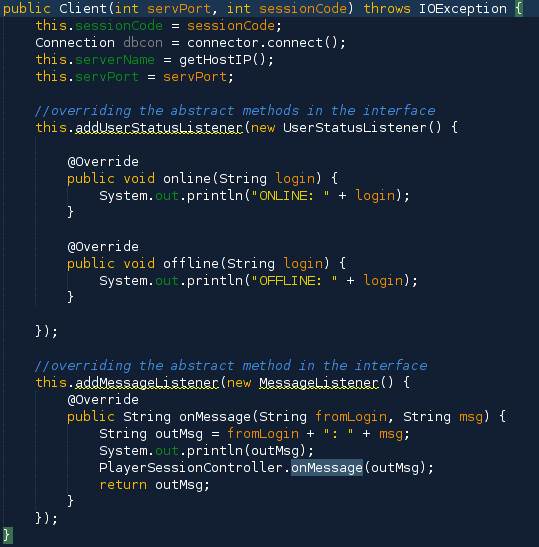 public Client(int servPort, int sessionCode) throws IOException {
this.sessionCode = sessionCode;
Connection dbcon = connector.connect();
this.serverName = getHostIP();
this.servPort = servPort;
//overriding the abstract methods in the interface
this.addUserStatusListener(new UserStatusListener() {
@Override
public void online(String login) {
System.out.println("ONLINE: " + login);
}
@Override
public void offline(String login) {
System.out.println("OFFLINE: " + login);
}
});
//overriding the abstract method in the interface
this.addMessageListener(new MessageListener() {
@Override
public String onMessage(String fromLogin, String msg) {
String outMsg = fromLogin + ": " + msg;
System.out.println(outMsg);
PlayerSessionController.onMessage(outMsg);
return outMsg;
}
});
}